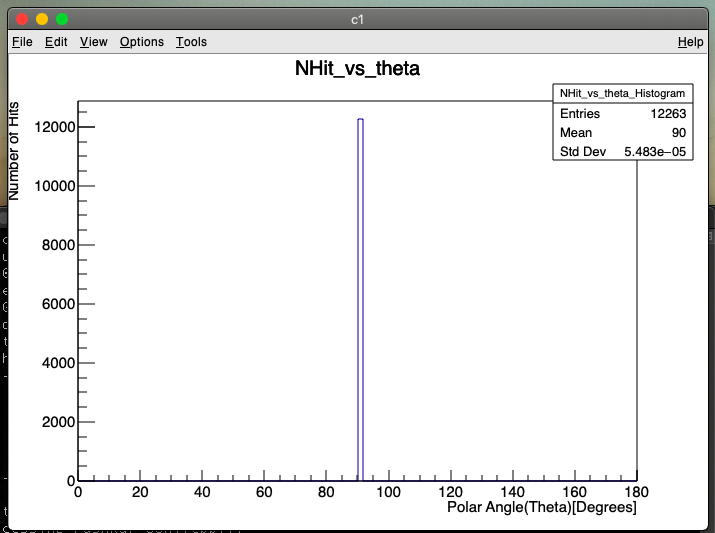 c1
File Edit View Options Tools Help
NHit_vs_theta
NHit_vs_theta_Histogram
Entries 12263
Mean 90
Std Dev 5.483e−05
Number of Hits
12000
10000
8000
6000
4000
2000
0
0 20 40 60 80 100 120 140 160 180
Polar Angle(Theta)[Degrees]